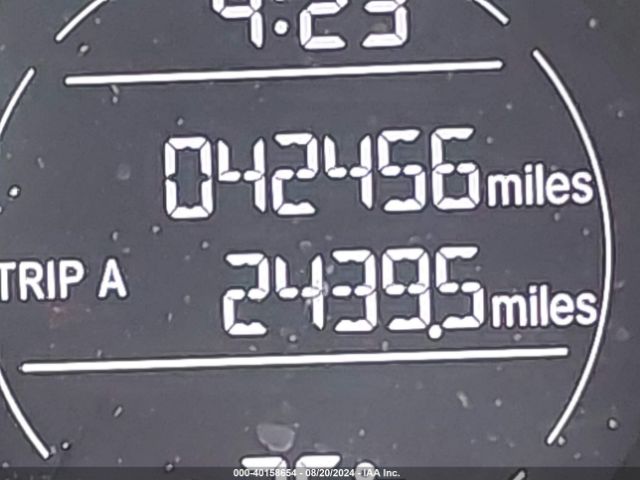 4:23
042456 miles
TRIP A 2439.5 miles
000-40158654 - 08/20/2024 - IAA Inc.